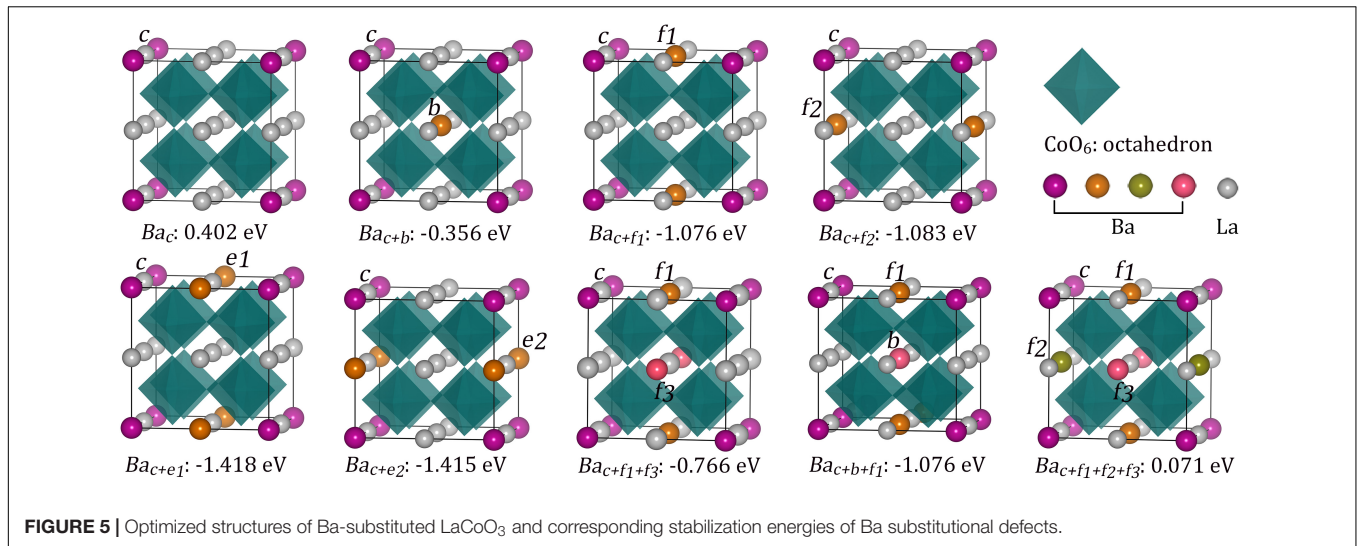 c
c
f1
c
f1
c
b
f2
CoO6: octahedron
Ba
La
Bac: 0.402 eV
Bac+b: -0.356 eV
Bac+f1: -1.076 eV
Bac+f2: -1.083 eV
c
e1
c
e2
c
f1
f3
c
f1
b
c
f1
f2
f3
Bac+e1: -1.418 eV
Bac+e2: -1.415 eV
Bac+f1+f3: -0.766 eV
Bac+b+f1: -1.076 eV
Bac+f1+f2+f3: 0.071 eV
FIGURE 5 | Optimized structures of Ba-substituted LaCoO3 and corresponding stabilization energies of Ba substitutional defects.